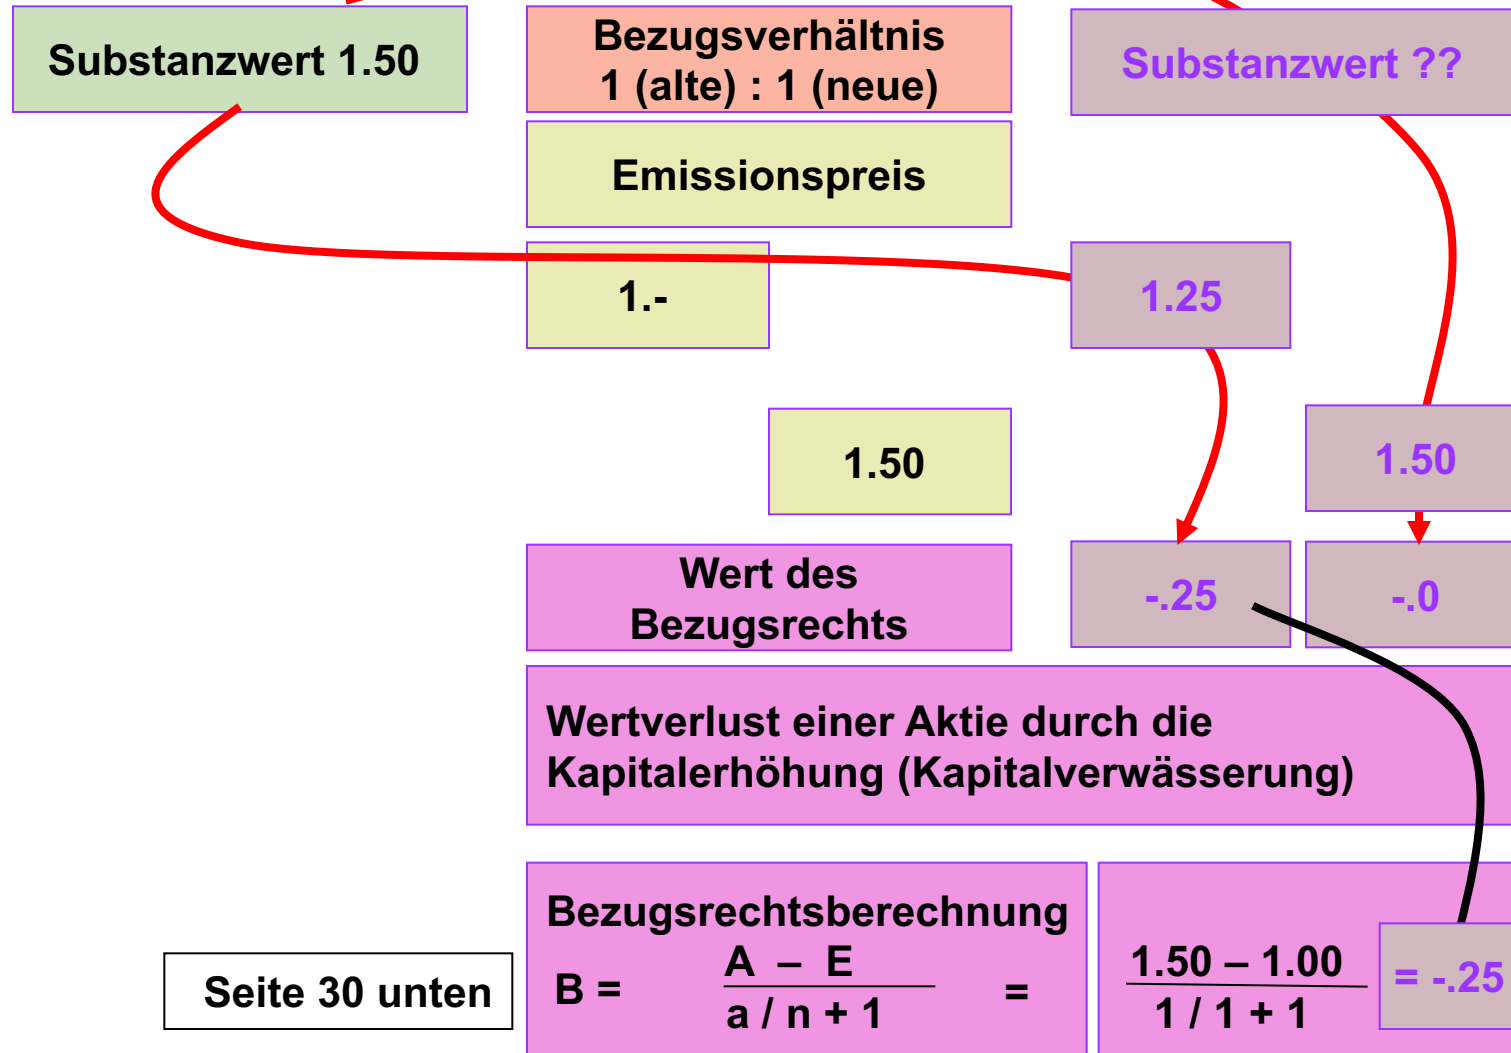 Substanzwert 1.50
Bezugsverhältnis
1 (alte) : 1 (neue)
Substanzwert ??
Emissionspreis
1.-
1.25
1.50
1.50
Wert des
Bezugsrechts
-.25
-.0
Wertverlust einer Aktie durch die
Kapitalerhöhung (Kapitalverwässerung)
Seite 30 unten
Bezugsrechtsberechnung
B =
A – E
a / n + 1
=
1.50 – 1.00
1 / 1 + 1
= -.25